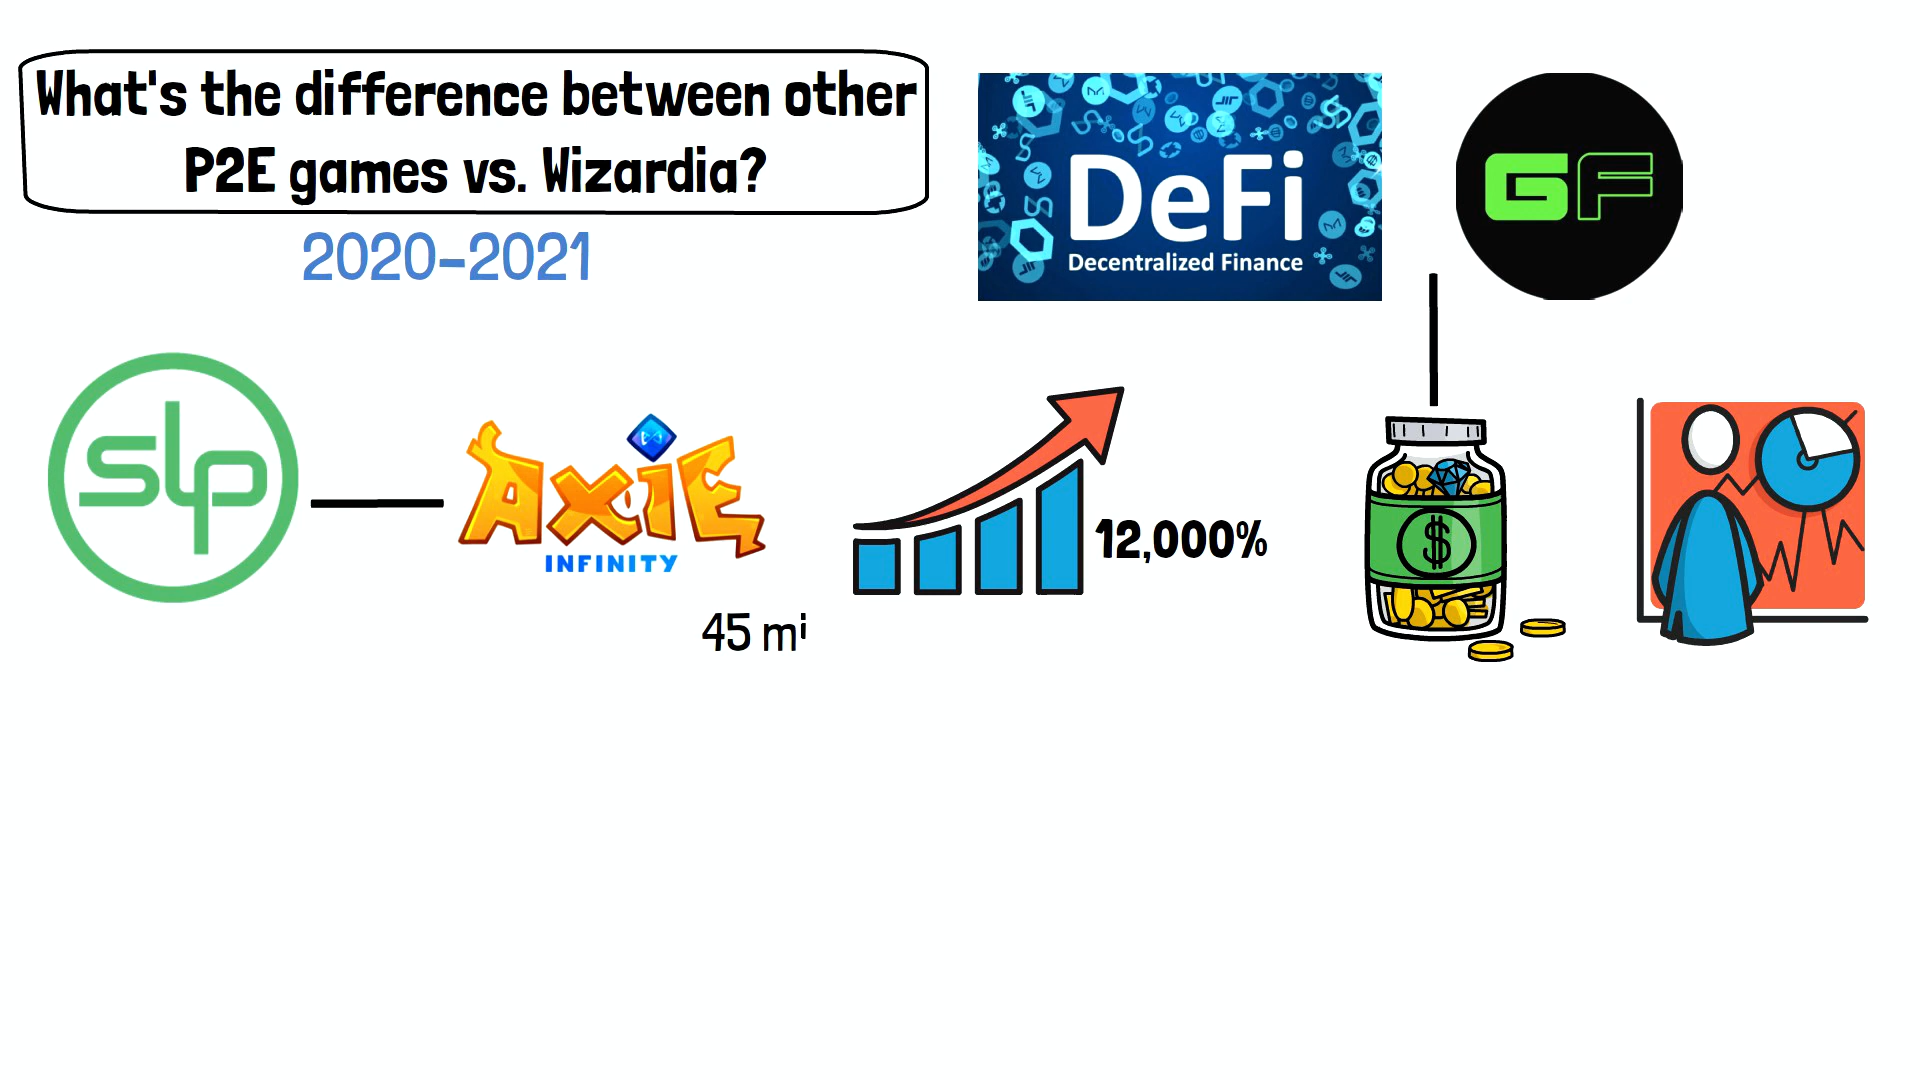 What's the difference between other
P2E games vs. Wizardia?
2020-2021
DeFi
Decentralized Finance
GF
slp
AXIE
INFINITY
12,000%
$
45 mi